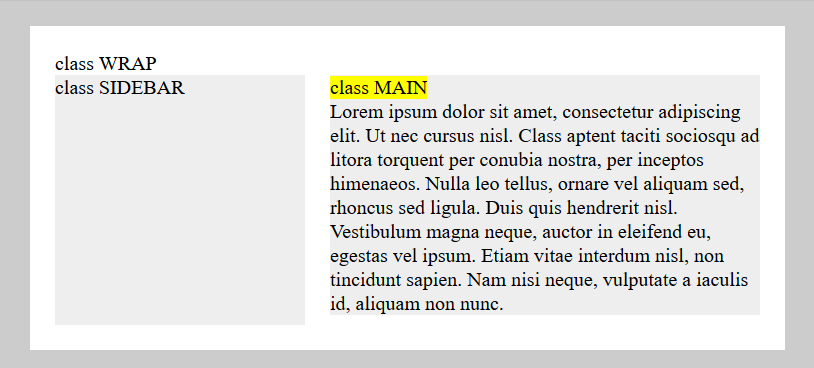 class WRAP
class SIDEBAR
class MAIN
Lorem ipsum dolor sit amet, consectetur adipiscing
elit. Ut nec cursus nisl. Class aptent taciti sociosqu ad
litora torquent per conubia nostra, per inceptos
himenaeos. Nulla leo tellus, ornare vel aliquam sed,
rhoncus sed ligula. Duis quis hendrerit nisl.
Vestibulum magna neque, auctor in eleifend eu,
egestas vel ipsum. Etiam vitae interdum nisl, non
tincidunt sapien. Nam nisi neque, vulputate a iaculis
id, aliquam non nunc.